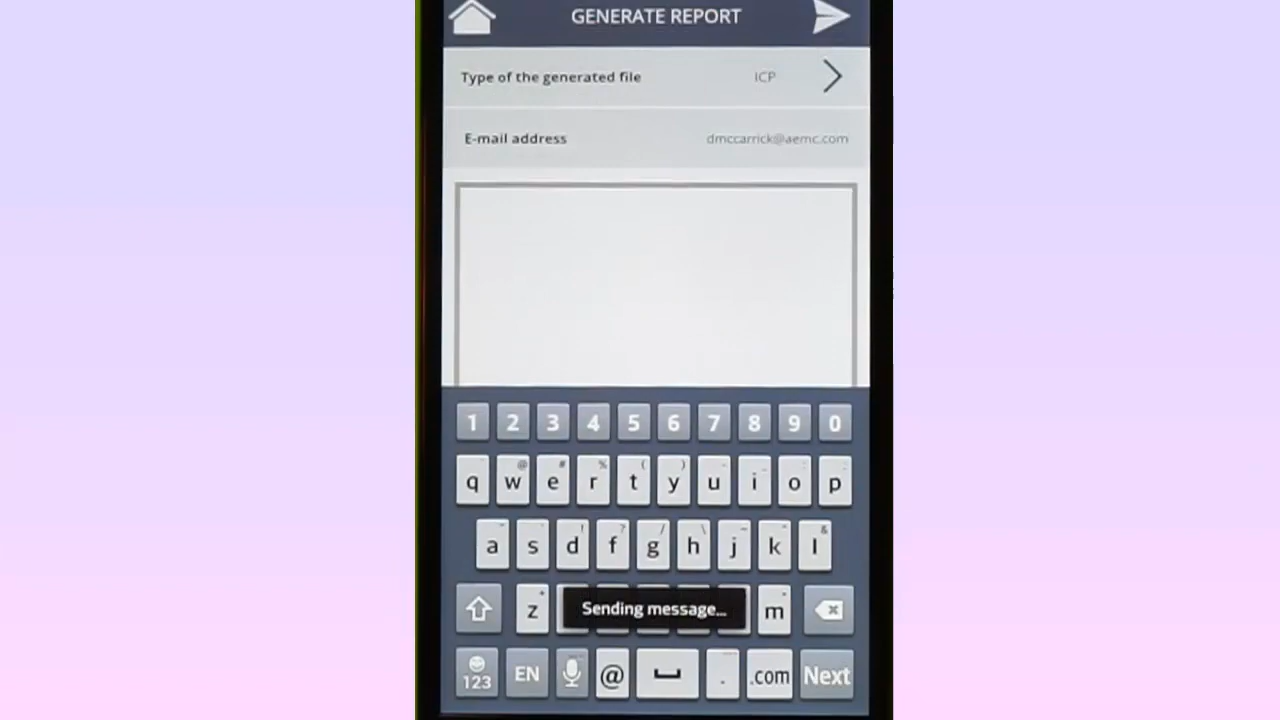 GENERATE REPORT
Type of the generated file ICP
E-mail address dmccarrick@aemc.com
1 2 3 4 5 6 7 8 9 0
q w e r t y u i o p
a s d f g h j k l
z Sending message... m
123 EN @ . .com Next